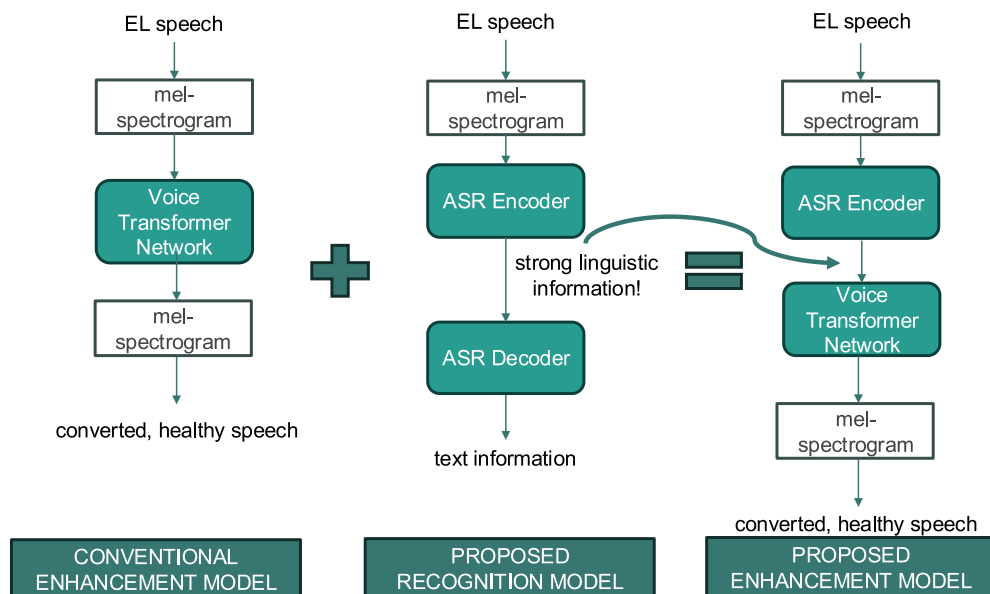 EL speech
mel-
spectrogram
Voice
Transformer
Network
mel-
spectrogram
converted, healthy speech
CONVENTIONAL
ENHANCEMENT MODEL
EL speech
mel-
spectrogram
ASR Encoder
strong linguistic
information!
ASR Decoder
text information
PROPOSED
RECOGNITION MODEL
EL speech
mel-
spectrogram
ASR Encoder
Voice
Transformer
Network
mel-
spectrogram
converted, healthy speech
PROPOSED
ENHANCEMENT MODEL